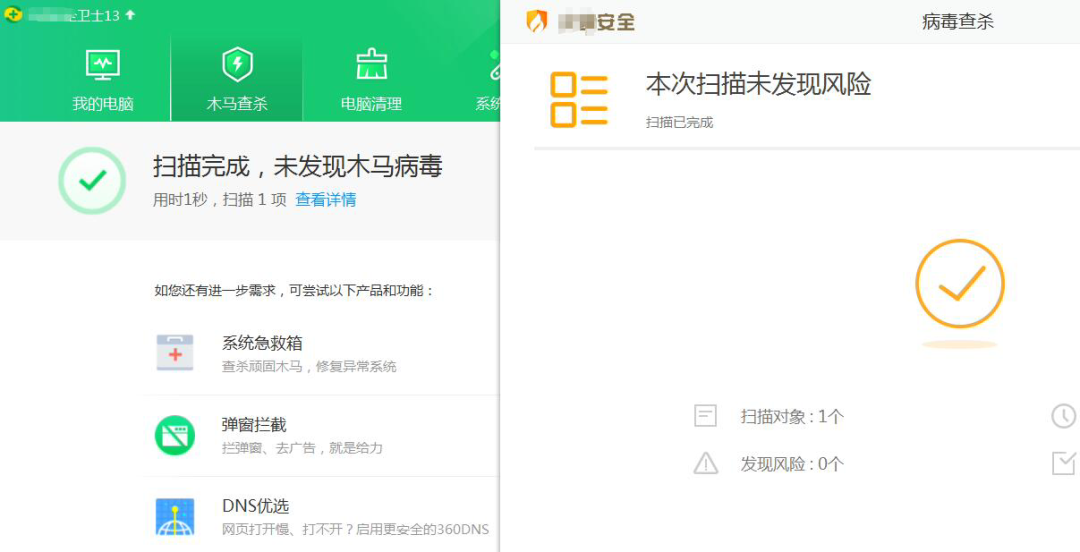 卫士13
我的电脑
木马查杀
电脑清理
系统
扫描完成，未发现木马病毒
用时1秒，扫描 1 项 查看详情
如您还有进一步需求，可尝试以下产品和功能：
系统急救箱
查杀顽固木马，修复异常系统
弹窗拦截
拦弹窗、去广告，就是给力
DNS优选
网页打开慢、打不开？启用更安全的360DNS
安全
病毒查杀
本次扫描未发现风险
扫描已完成
扫描对象：1个
发现风险：0个